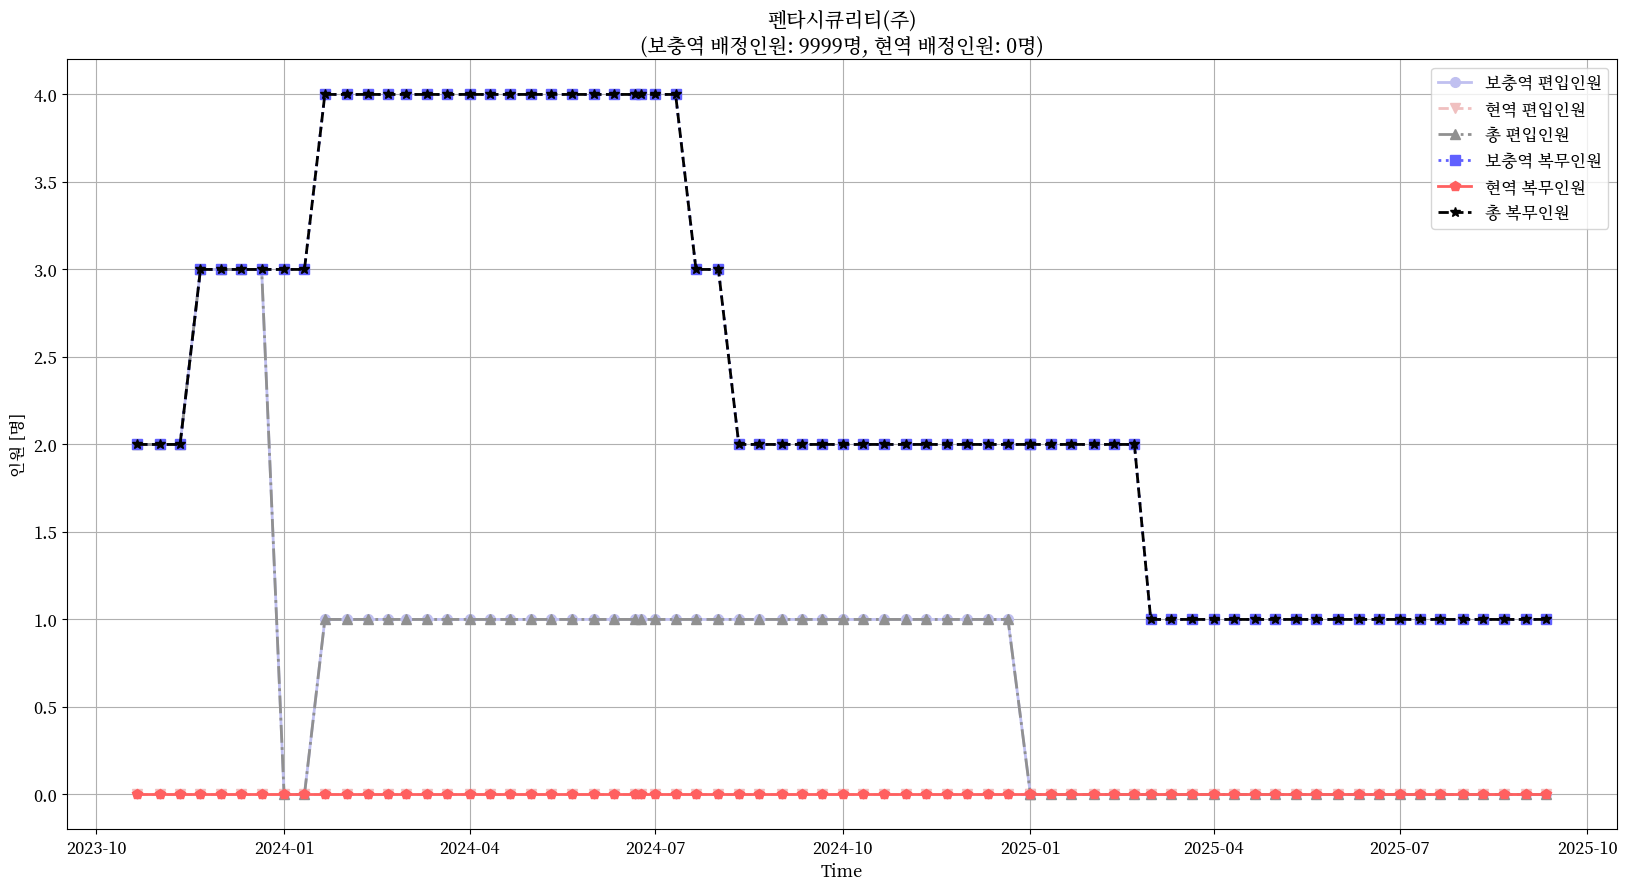 펜타시큐리티(주)
(보충역 배정인원: 9999명, 현역 배정인원: 0명)
보충역 편입인원
현역 편입인원
총 편입인원
보충역 복무인원
현역 복무인원
총 복무인원
인원 [명]
4.0
3.5
3.0
2.5
2.0
1.5
1.0
0.5
0.0
2023-10 2024-01 2024-04 2024-07 2024-10 2025-01 2025-04 2025-07 2025-10
Time